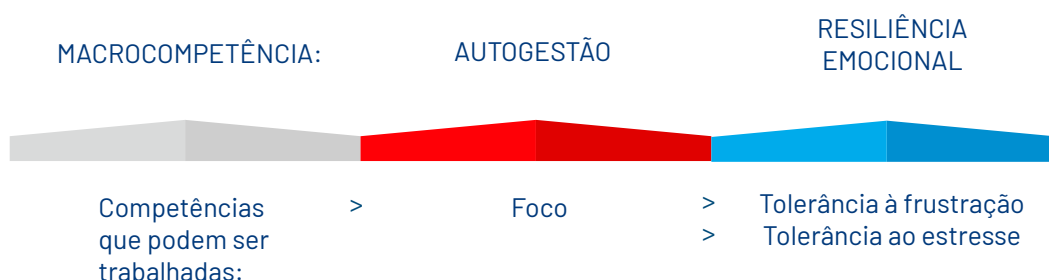 MACROCOMPETÊNCIA:
AUTOGESTÃO
RESILIÊNCIA
EMOCIONAL
Competências
que podem ser
trabalhadas:
> Foco
> Tolerância à frustração
> Tolerância ao estresse